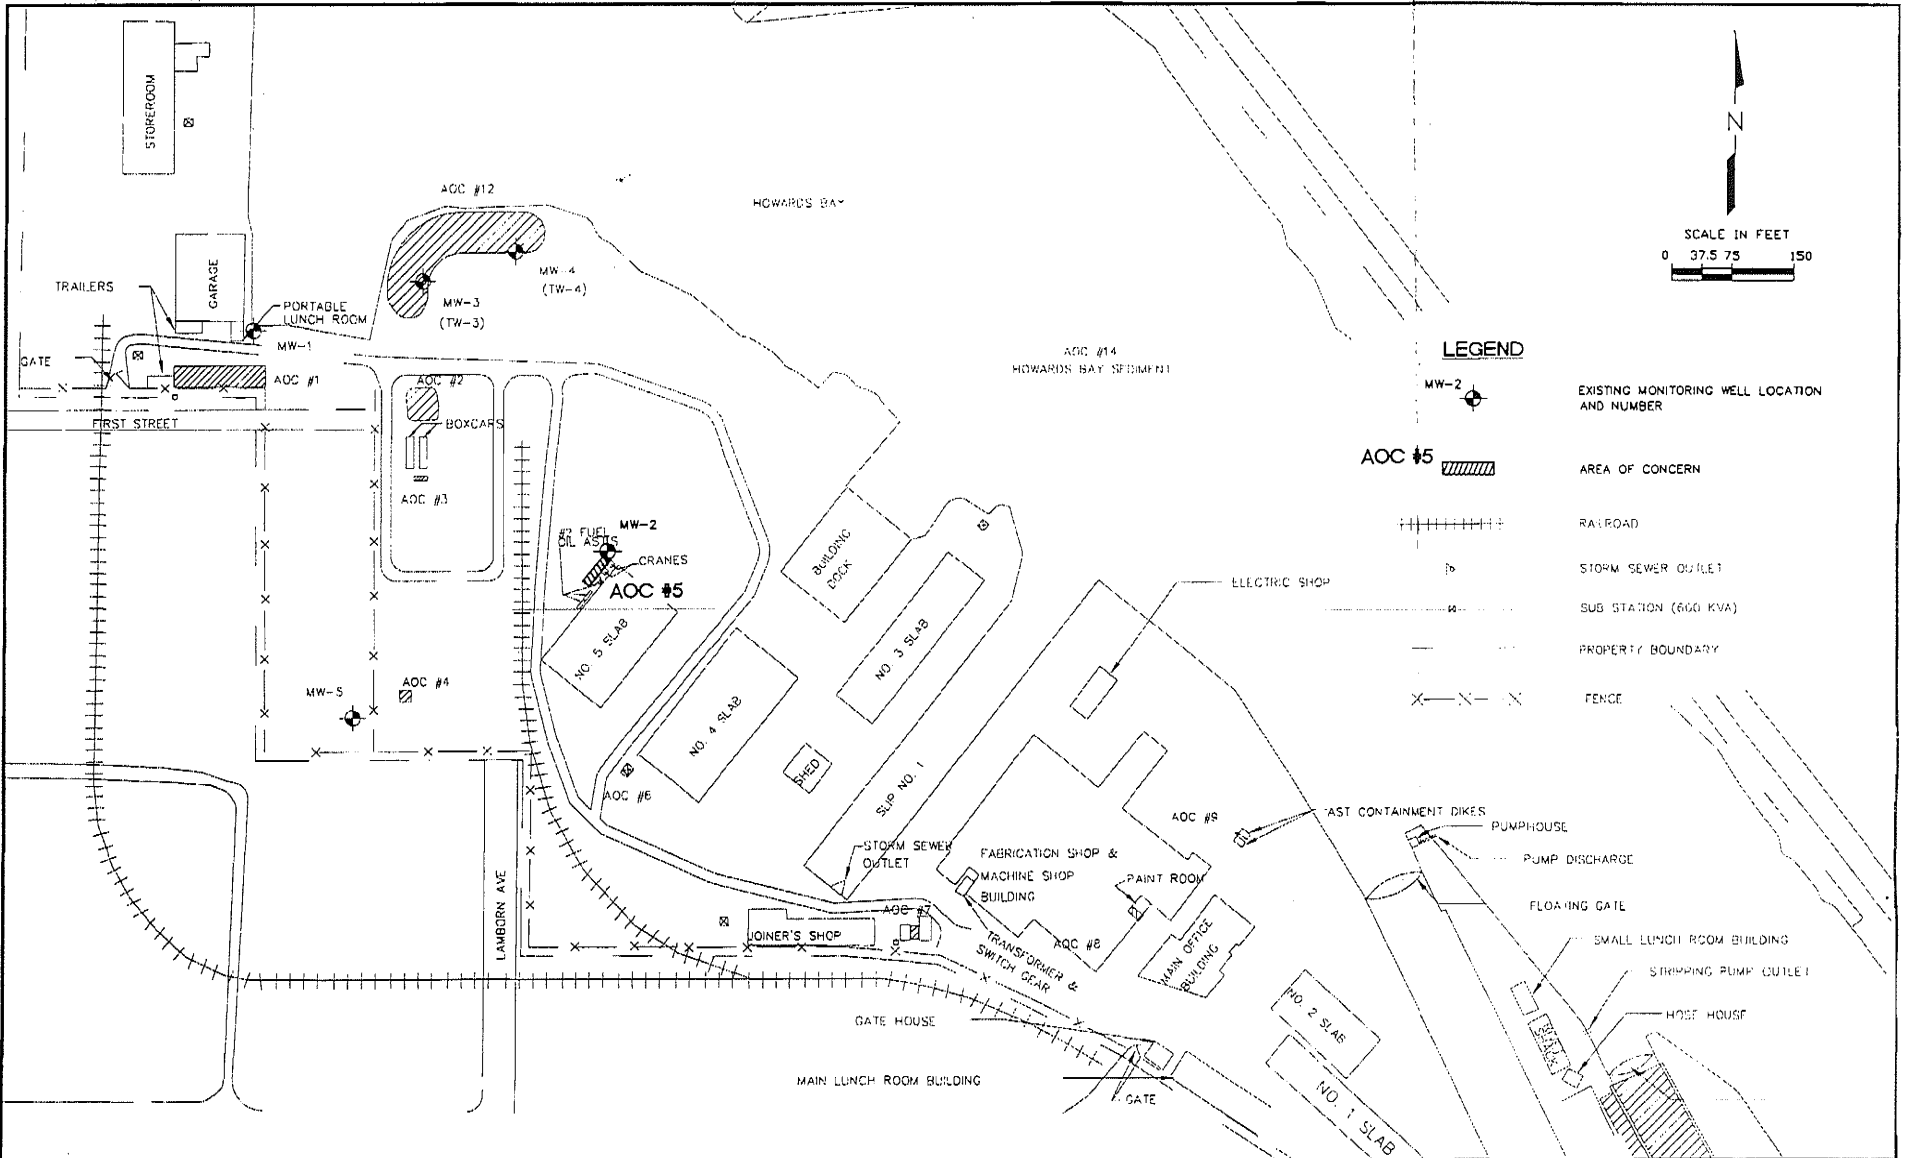 STOREROOM
AOC #12
HOWARDS BAY
N
SCALE IN FEET
0 37.5 75 150
GARAGE
TRAILERS
PORTABLE
LUNCH ROOM
MW-4
(TW-4)
MW-3
(TW-3)
MW-1
GATE
AOC #1
AOC #2
FIRST STREET
BOXCARS
AOC #3
AOC #14
HOWARDS BAY SEDIMENT
LEGEND
MW-2
EXISTING MONITORING WELL LOCATION
AND NUMBER
AOC #5
AREA OF CONCERN
RAILROAD
STORM SEWER OUTLET
SUB STATION (600 KVA)
PROPERTY BOUNDARY
FENCE
#2 FUEL
OIL AST'S
MW-2
CRANES
AOC #5
BUILDING
DOCK
ELECTRIC SHOP
NO. 5 SLAB
NO. 3 SLAB
MW-5
AOC #4
NO. 4 SLAB
SHED
SLIP NO. 1
AOC #6
AOC #9
AST CONTAINMENT DIKES
PUMPHOUSE
PUMP DISCHARGE
STORM SEWER
OUTLET
FABRICATION SHOP &
MACHINE SHOP
BUILDING
PAINT ROOM
FLOATING GATE
LAMBORN AVE
AOC #7
JOINER'S SHOP
TRANSFORMER &
SWITCH GEAR
AOC #8
MAIN OFFICE
BUILDING
SMALL LUNCH ROOM BUILDING
STRIPPING PUMP OUTLET
NO. 2 SLAB
HOSE HOUSE
GATE HOUSE
MAIN LUNCH ROOM BUILDING
GATE
NO. 1 SLAB